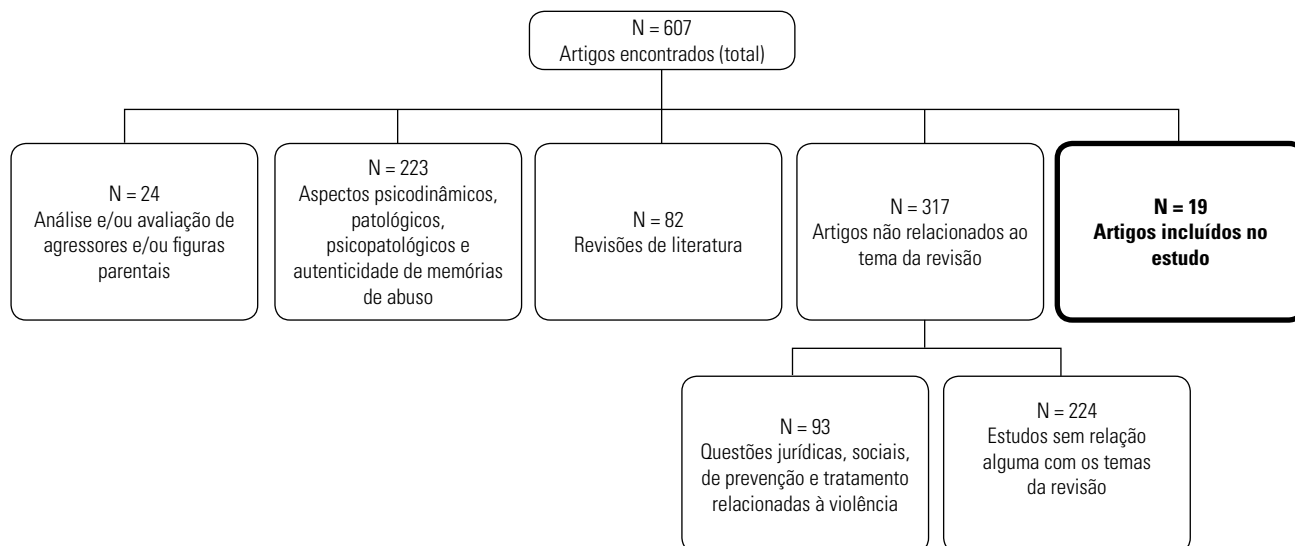 N = 607
Artigos encontrados (total)
N = 24
Análise e/ou avaliação de
agressores e/ou figuras
parentais
N = 223
Aspectos psicodinâmicos,
patológicos,
psicopatológicos e
autenticidade de memórias
de abuso
N = 82
Revisões de literatura
N = 317
Artigos não relacionados ao
tema da revisão
N = 19
Artigos incluídos no
estudo
N = 93
Questões jurídicas, sociais,
de prevenção e tratamento
relacionadas à violência
N = 224
Estudos sem relação
alguma com os temas
da revisão